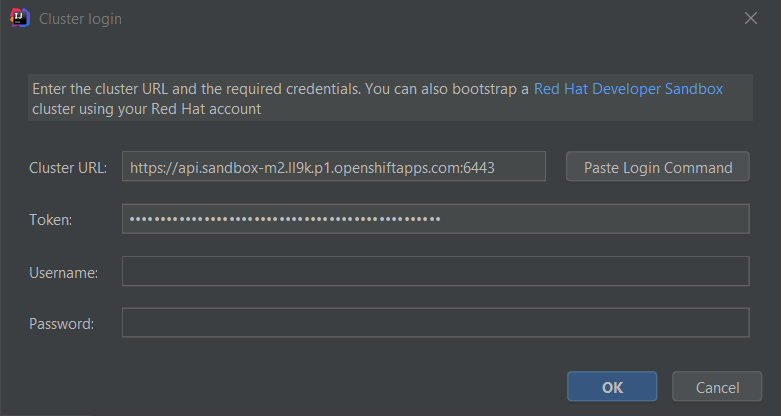 TJ
Cluster login
Enter the cluster URL and the required credentials. You can also bootstrap a Red Hat Developer Sandbox
cluster using your Red Hat account
Cluster URL: https://api.sandbox-m2.ll9k.p1.openshiftapps.com:6443 Paste Login Command
Token: ••••••••••••••••••••••••••••••••••••••••••••••••••
Username:
Password:
OK Cancel